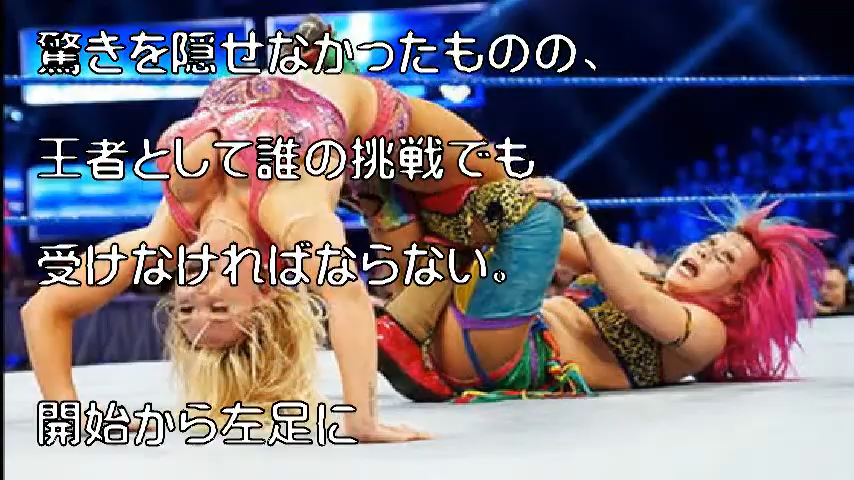 驚きを隠せなかったものの、
王者として誰の挑戦でも
受けなければならない。
開始から左足に